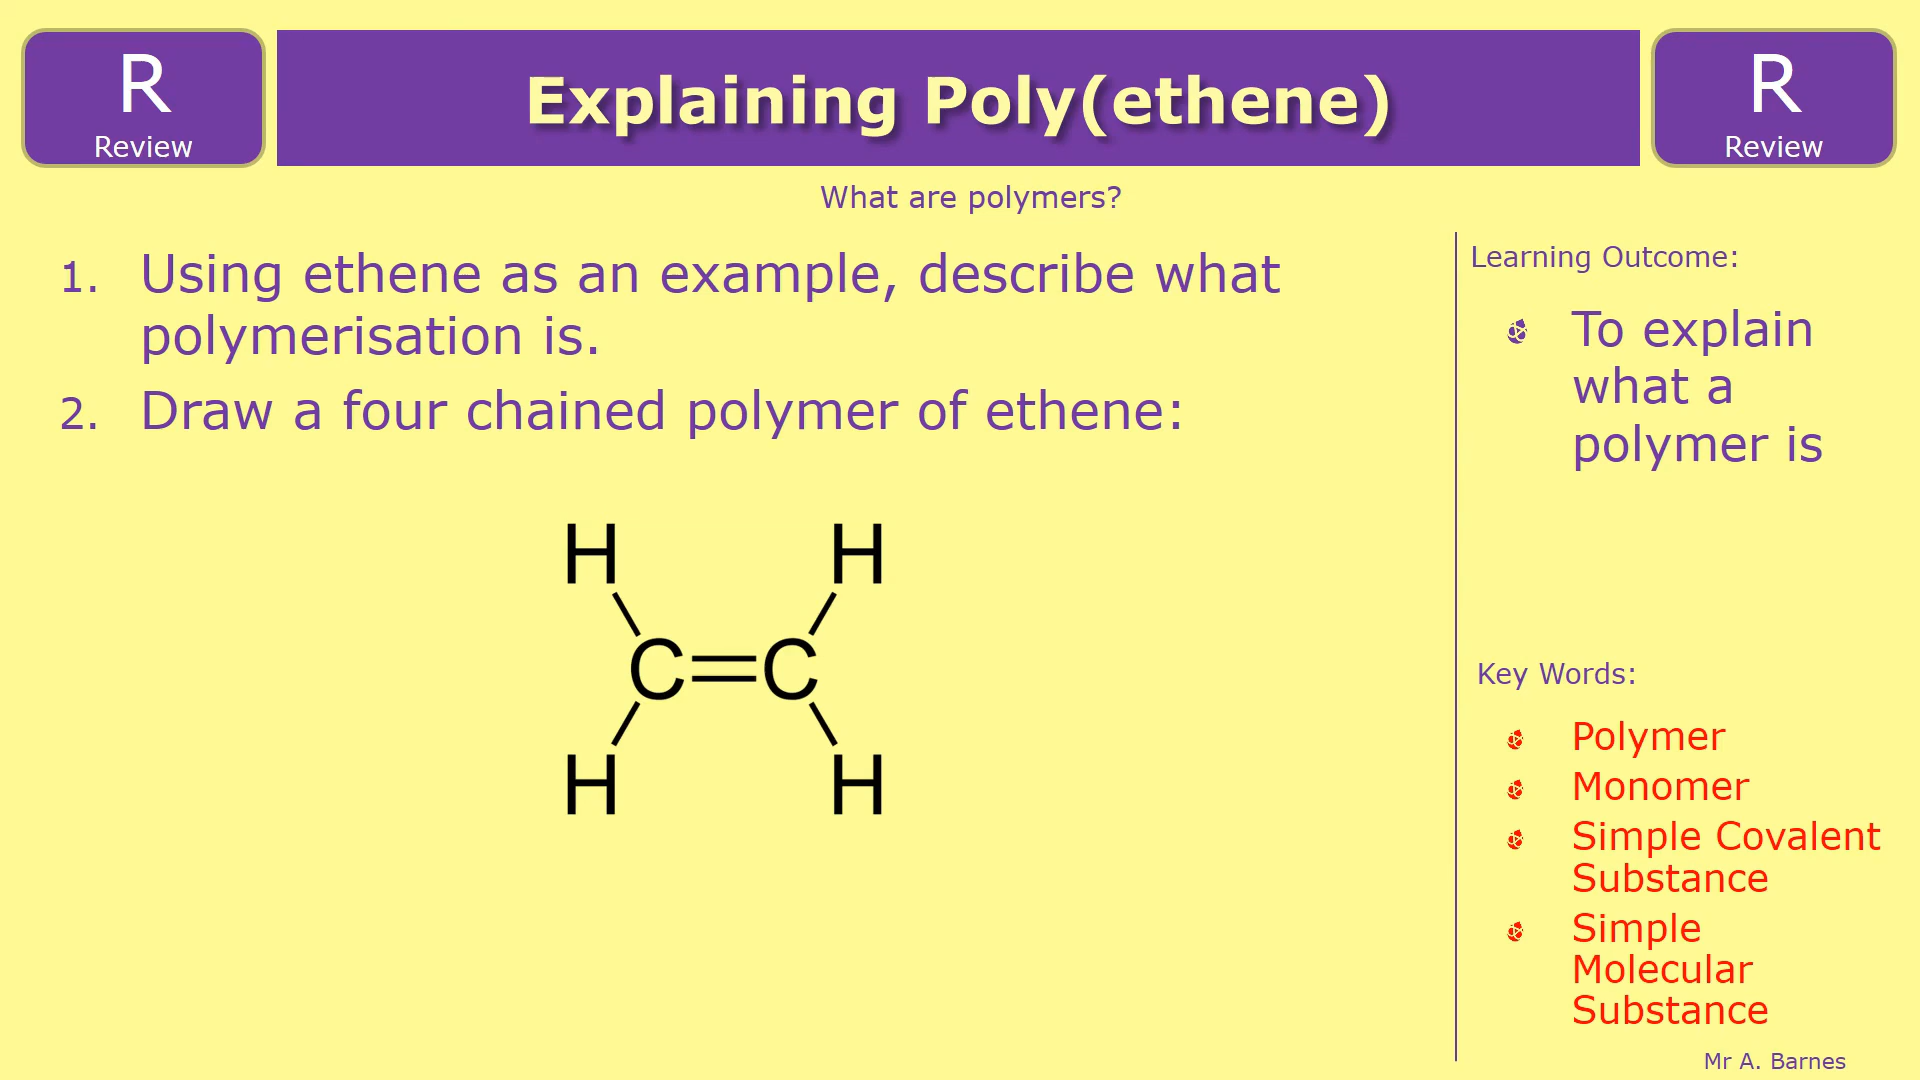 R
Review
Explaining Poly(ethene)
R
Review
What are polymers?
1. Using ethene as an example, describe what
polymerisation is.
2. Draw a four chained polymer of ethene:
H H
C=C
H H
Learning Outcome:
To explain
what a
polymer is
Key Words:
Polymer
Monomer
Simple Covalent
Substance
Simple
Molecular
Substance
Mr A. Barnes